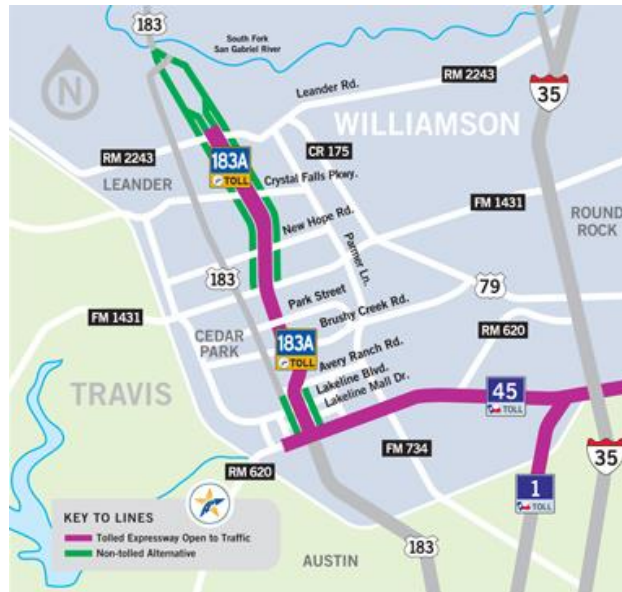 183
South Fork
San Gabriel River
RM 2243
Leander Rd.
35
N
WILLIAMSON
CR 175
RM 2243
183A
TOLL
LEANDER
Crystal Falls Pkwy.
FM 1431
New Hope Rd.
ROUND
ROCK
Parmer Ln.
183
79
Park Street
FM 1431
Brushy Creek Rd.
RM 620
CEDAR
PARK
183A
TOLL
Avery Ranch Rd.
TRAVIS
Lakeline Blvd.
Lakeline Mall Dr.
45
TOLL
FM 734
35
RM 620
1
TOLL
KEY TO LINES
Tolled Expressway Open to Traffic
Non-tolled Alternative
183
AUSTIN